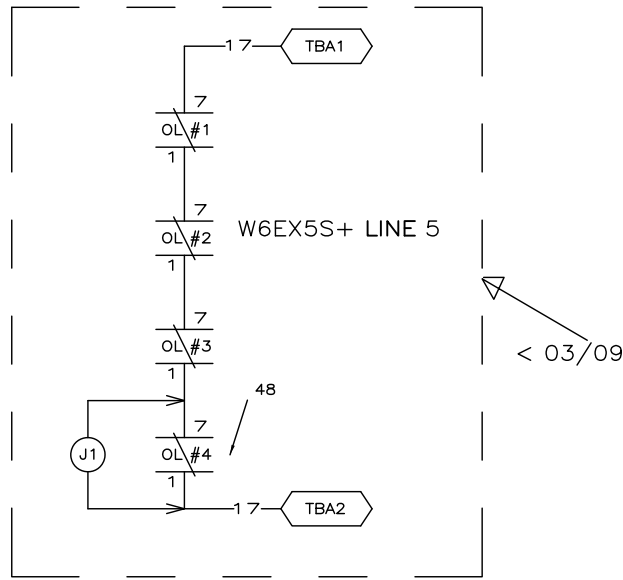 17 TBA1
7
OL #1
1
7
OL #2 W6EX5S+ LINE 5
1
7
OL #3
1
< 03/09
48
7
J1 OL #4
1
17 TBA2